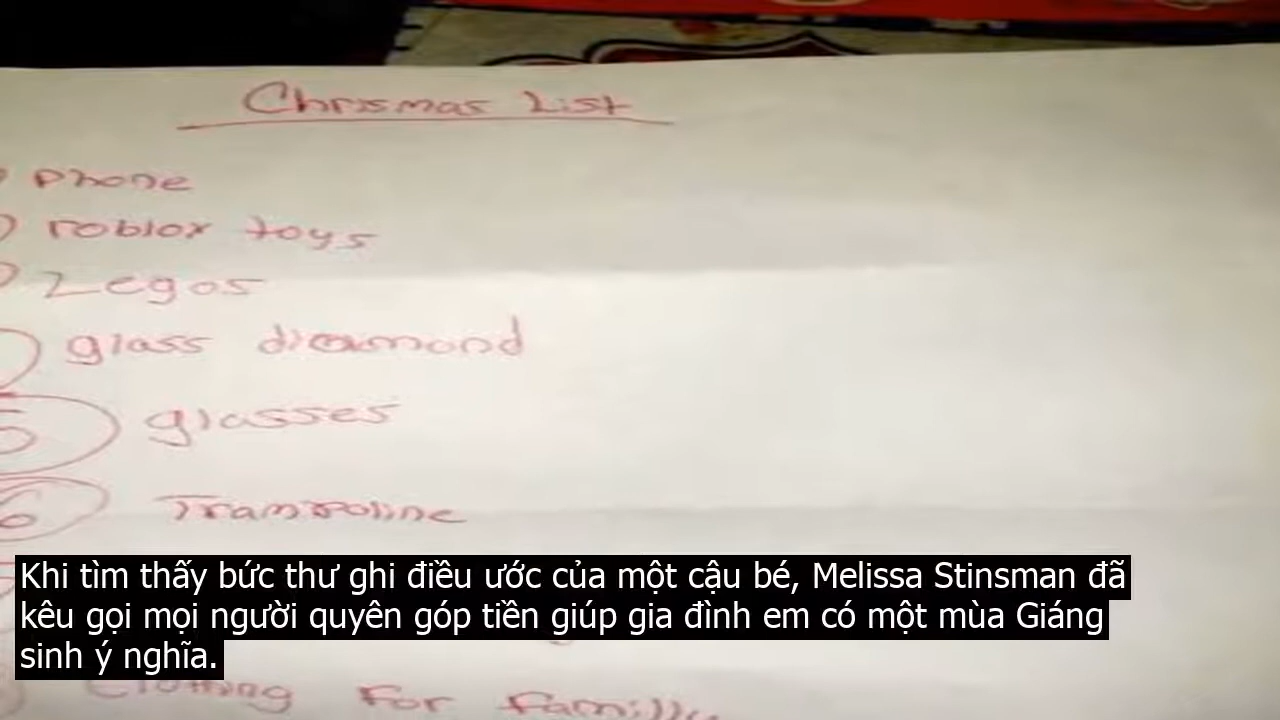 Chrismas List
Phone
roblox toys
Legos
glass diamond
5 glasses
6 Trampoline
Khi tìm thấy bức thư ghi điều ước của một cậu bé, Melissa Stinsman đã
kêu gọi mọi người quyên góp tiền giúp gia đình em có một mùa Giáng
sinh ý nghĩa.
Clothing for familly